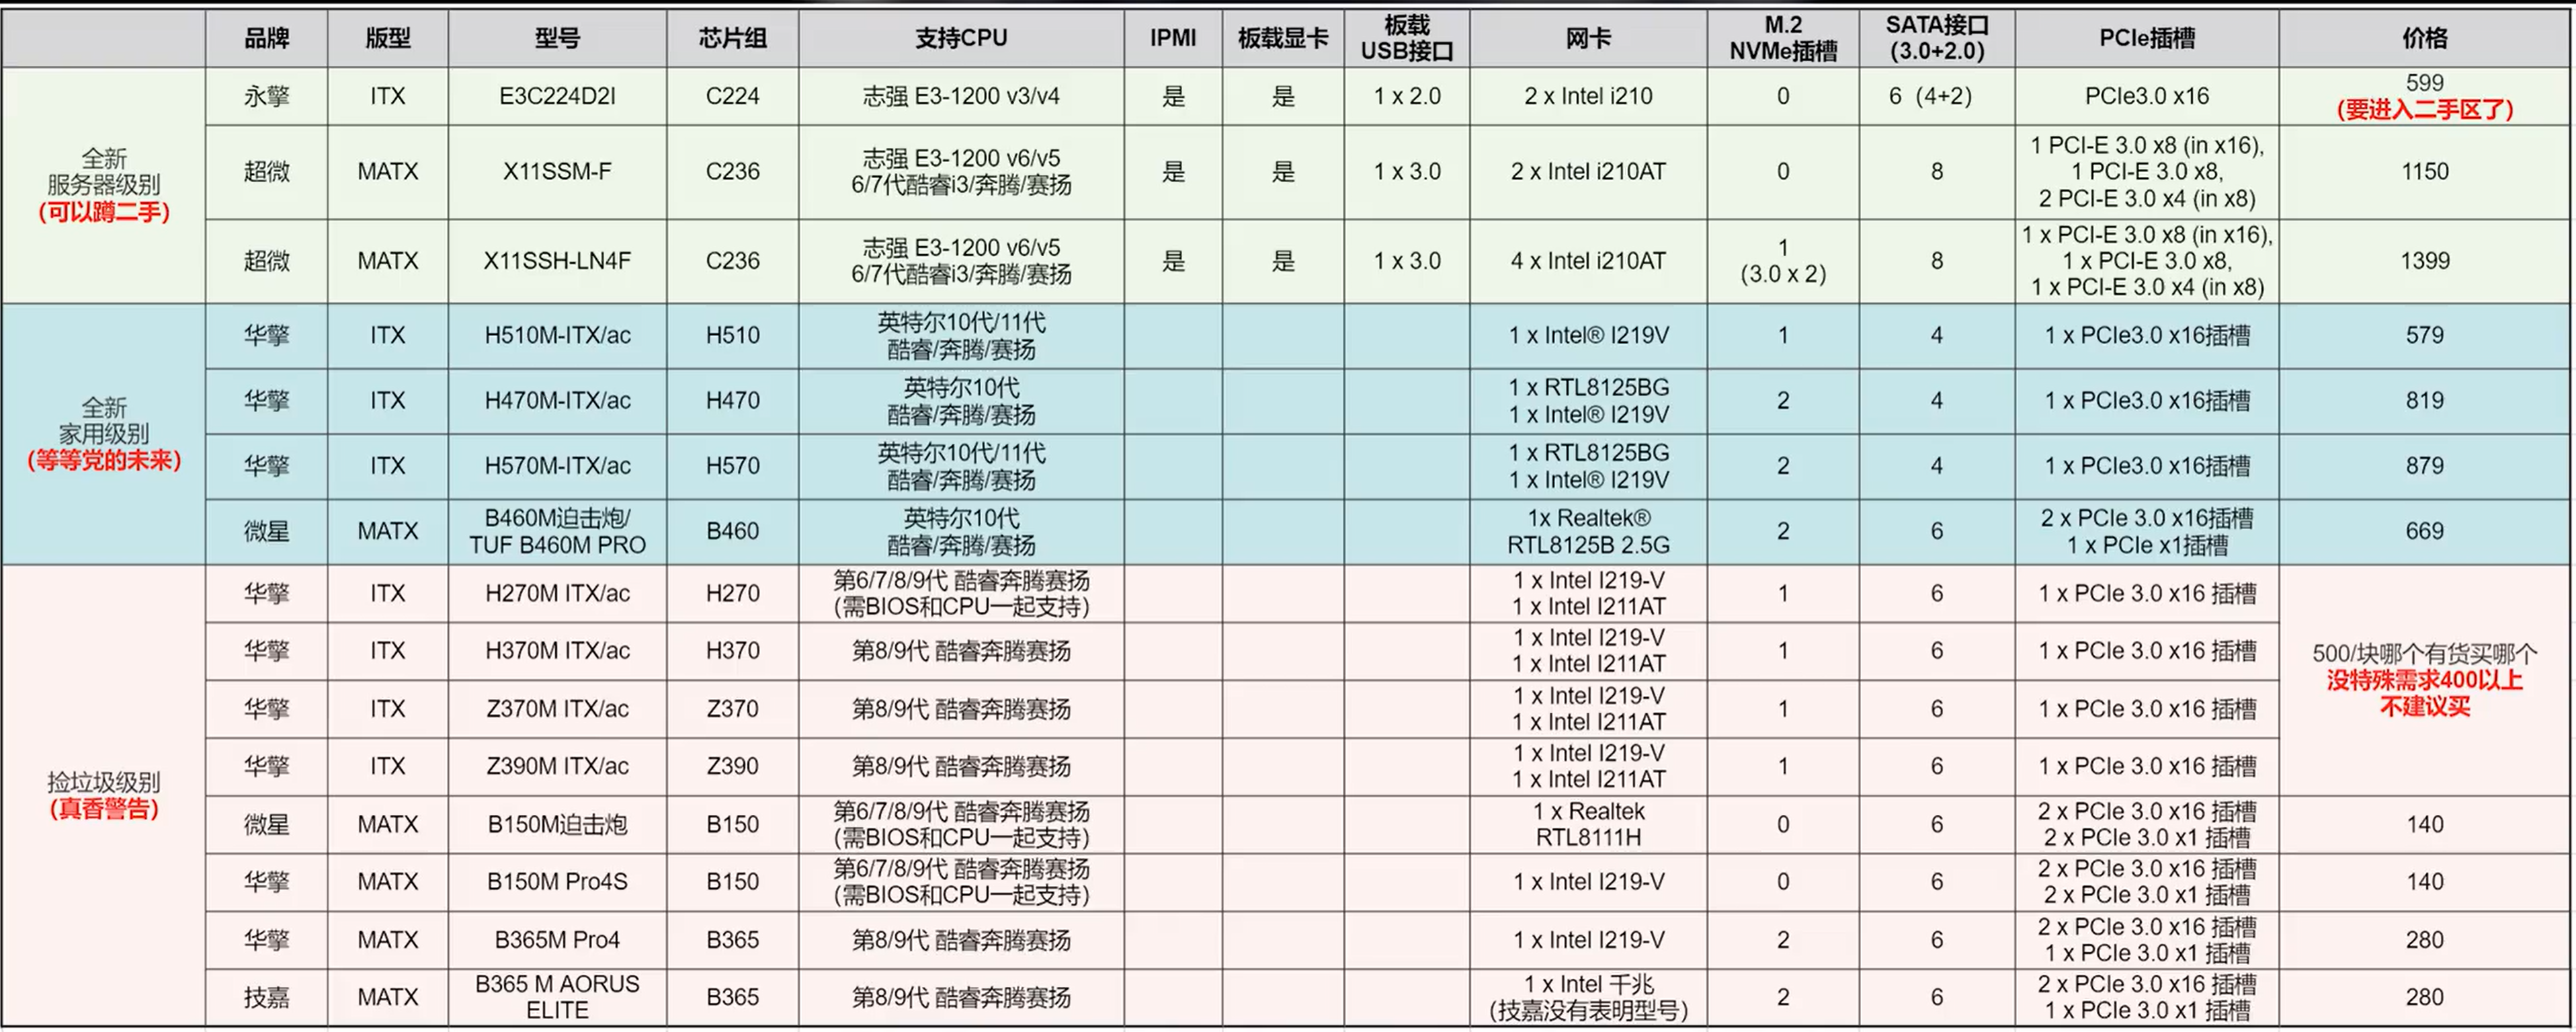 品牌 版型 型号 芯片组 支持CPU IPMI 板载显卡 板载 USB接口 网卡 M.2 NVMe插槽 SATA接口 (3.0+2.0) PCIe插槽 价格
全新
服务器级别
(可以蹲二手)
永擎 ITX E3C224D2I C224 志强 E3-1200 v3/v4 是 是 1 x 2.0 2 x Intel i210 0 6 (4+2) PCIe3.0 x16 599
(要进入二手区了)
超微 MATX X11SSM-F C236 志强 E3-1200 v6/v5
6/7代酷睿i3/奔腾/赛扬 是 是 1 x 3.0 2 x Intel i210AT 0 8 1 PCI-E 3.0 x8 (in x16),
1 PCI-E 3.0 x8,
2 PCI-E 3.0 x4 (in x8) 1150
超微 MATX X11SSH-LN4F C236 志强 E3-1200 v6/v5
6/7代酷睿i3/奔腾/赛扬 是 是 1 x 3.0 4 x Intel i210AT 1
(3.0 x 2) 8 1 x PCI-E 3.0 x8 (in x16),
1 x PCI-E 3.0 x8,
1 x PCI-E 3.0 x4 (in x8) 1399
全新
家用级别
(等等党的未来)
华擎 ITX H510M-ITX/ac H510 英特尔10代/11代
酷睿/奔腾/赛扬 1 x Intel® I219V 1 4 1 x PCIe3.0 x16插槽 579
华擎 ITX H470M-ITX/ac H470 英特尔10代
酷睿/奔腾/赛扬 1 x RTL8125BG
1 x Intel® I219V 2 4 1 x PCIe3.0 x16插槽 819
华擎 ITX H570M-ITX/ac H570 英特尔10代/11代
酷睿/奔腾/赛扬 1 x RTL8125BG
1 x Intel® I219V 2 4 1 x PCIe3.0 x16插槽 879
微星 MATX B460M迫击炮/
TUF B460M PRO B460 英特尔10代
酷睿/奔腾/赛扬 1x Realtek®
RTL8125B 2.5G 2 6 2 x PCIe 3.0 x16插槽
1 x PCIe x1插槽 669
捡垃圾级别
(真香警告)
华擎 ITX H270M ITX/ac H270 第6/7/8/9代 酷睿奔腾赛扬
(需BIOS和CPU一起支持) 1 x Intel I219-V
1 x Intel I211AT 1 6 1 x PCIe 3.0 x16 插槽
华擎 ITX H370M ITX/ac H370 第8/9代 酷睿奔腾赛扬 1 x Intel I219-V
1 x Intel I211AT 1 6 1 x PCIe 3.0 x16 插槽
500/块哪个有货买哪个
没特殊需求400以上
不建议买
华擎 ITX Z370M ITX/ac Z370 第8/9代 酷睿奔腾赛扬 1 x Intel I219-V
1 x Intel I211AT 1 6 1 x PCIe 3.0 x16 插槽
华擎 ITX Z390M ITX/ac Z390 第8/9代 酷睿奔腾赛扬 1 x Intel I219-V
1 x Intel I211AT 1 6 1 x PCIe 3.0 x16 插槽
微星 MATX B150M迫击炮 B150 第6/7/8/9代 酷睿奔腾赛扬
(需BIOS和CPU一起支持) 1 x Realtek
RTL8111H 0 6 2 x PCIe 3.0 x16 插槽
2 x PCIe 3.0 x1 插槽 140
华擎 MATX B150M Pro4S B150 第6/7/8/9代 酷睿奔腾赛扬
(需BIOS和CPU一起支持) 1 x Intel I219-V 0 6 2 x PCIe 3.0 x16 插槽
2 x PCIe 3.0 x1 插槽 140
华擎 MATX B365M Pro4 B365 第8/9代 酷睿奔腾赛扬 1 x Intel I219-V 2 6 2 x PCIe 3.0 x16 插槽
1 x PCIe 3.0 x1 插槽 280
技嘉 MATX B365 M AORUS
ELITE B365 第8/9代 酷睿奔腾赛扬 1 x Intel 千兆
(技嘉没有表明型号) 2 6 2 x PCIe 3.0 x16 插槽
1 x PCIe 3.0 x1 插槽 280